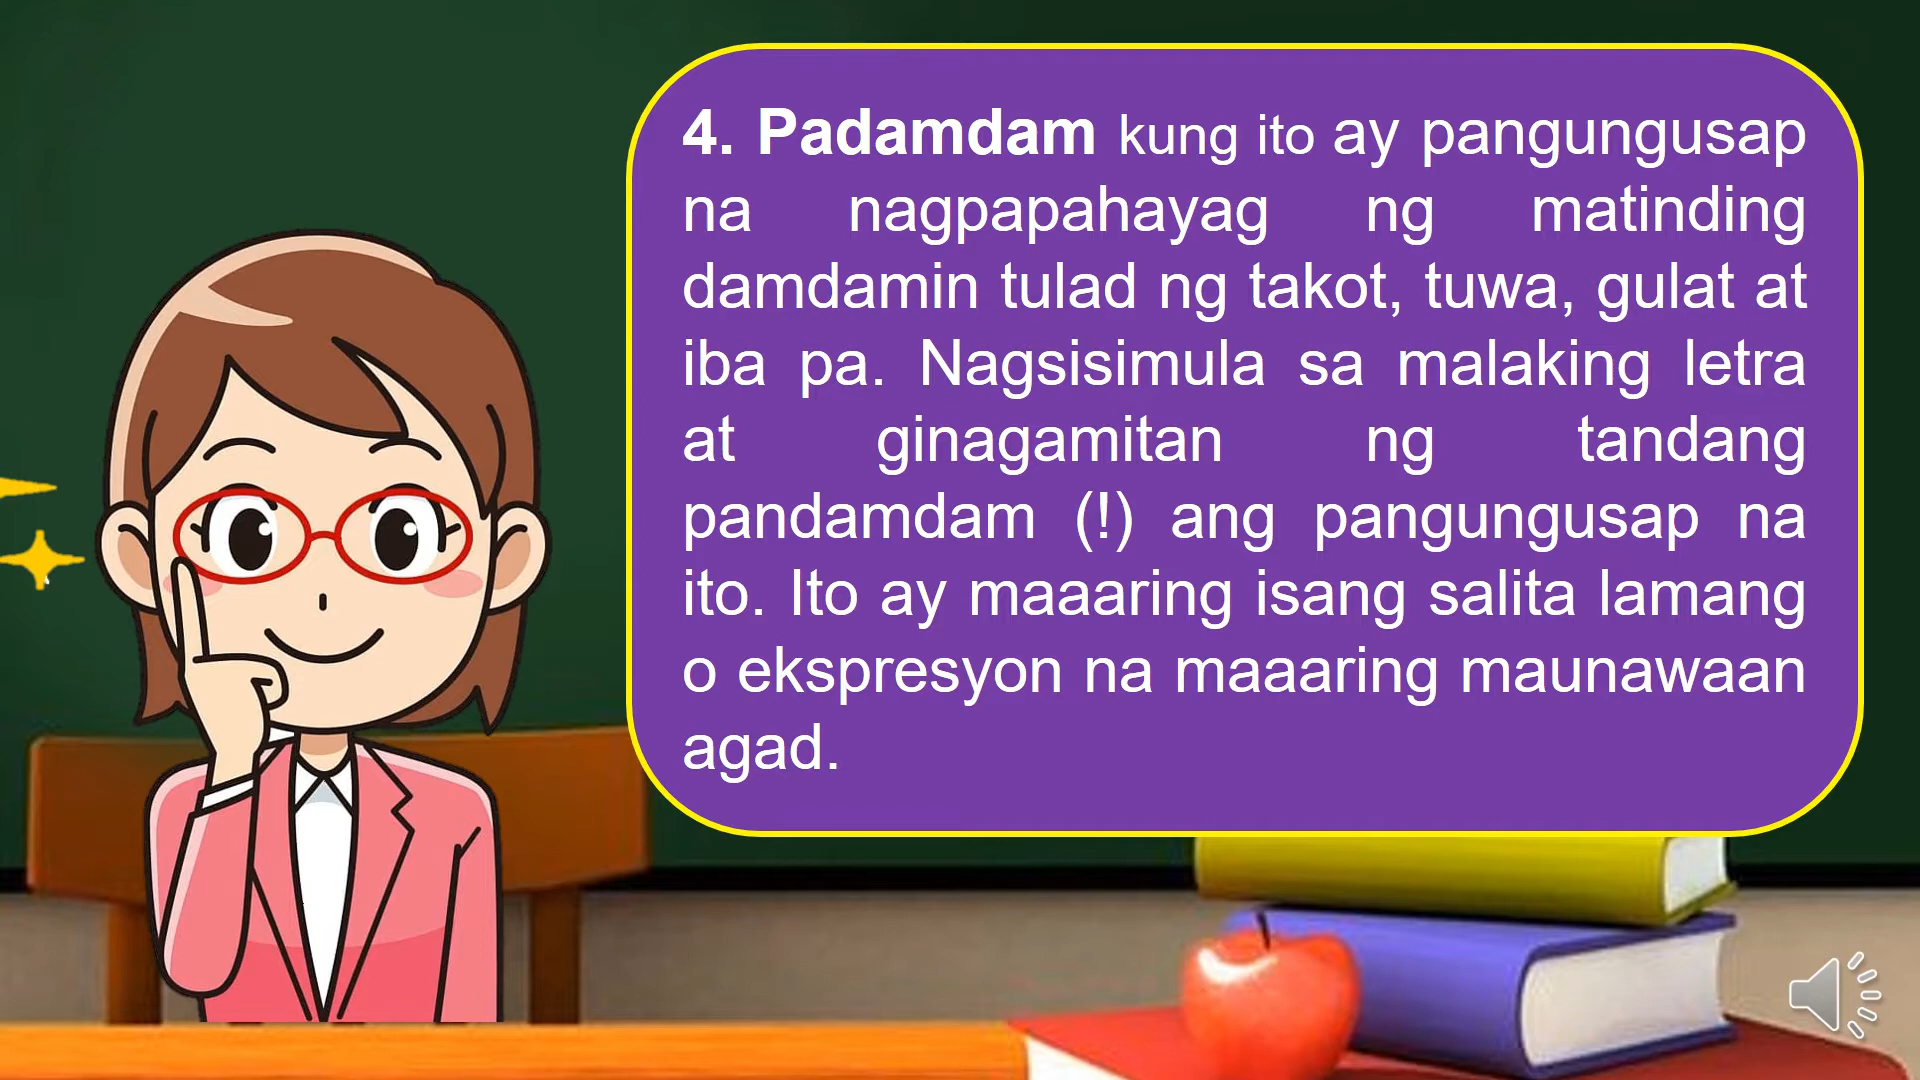 4. Padamdam kung ito ay pangungusap
na nagpapahayag ng matinding
damdamin tulad ng takot, tuwa, gulat at
iba pa. Nagsisimula sa malaking letra
at ginagamitan ng tandang
pandamdam (!) ang pangungusap na
ito. Ito ay maaaring isang salita lamang
o ekspresyon na maaaring maunawaan
agad.